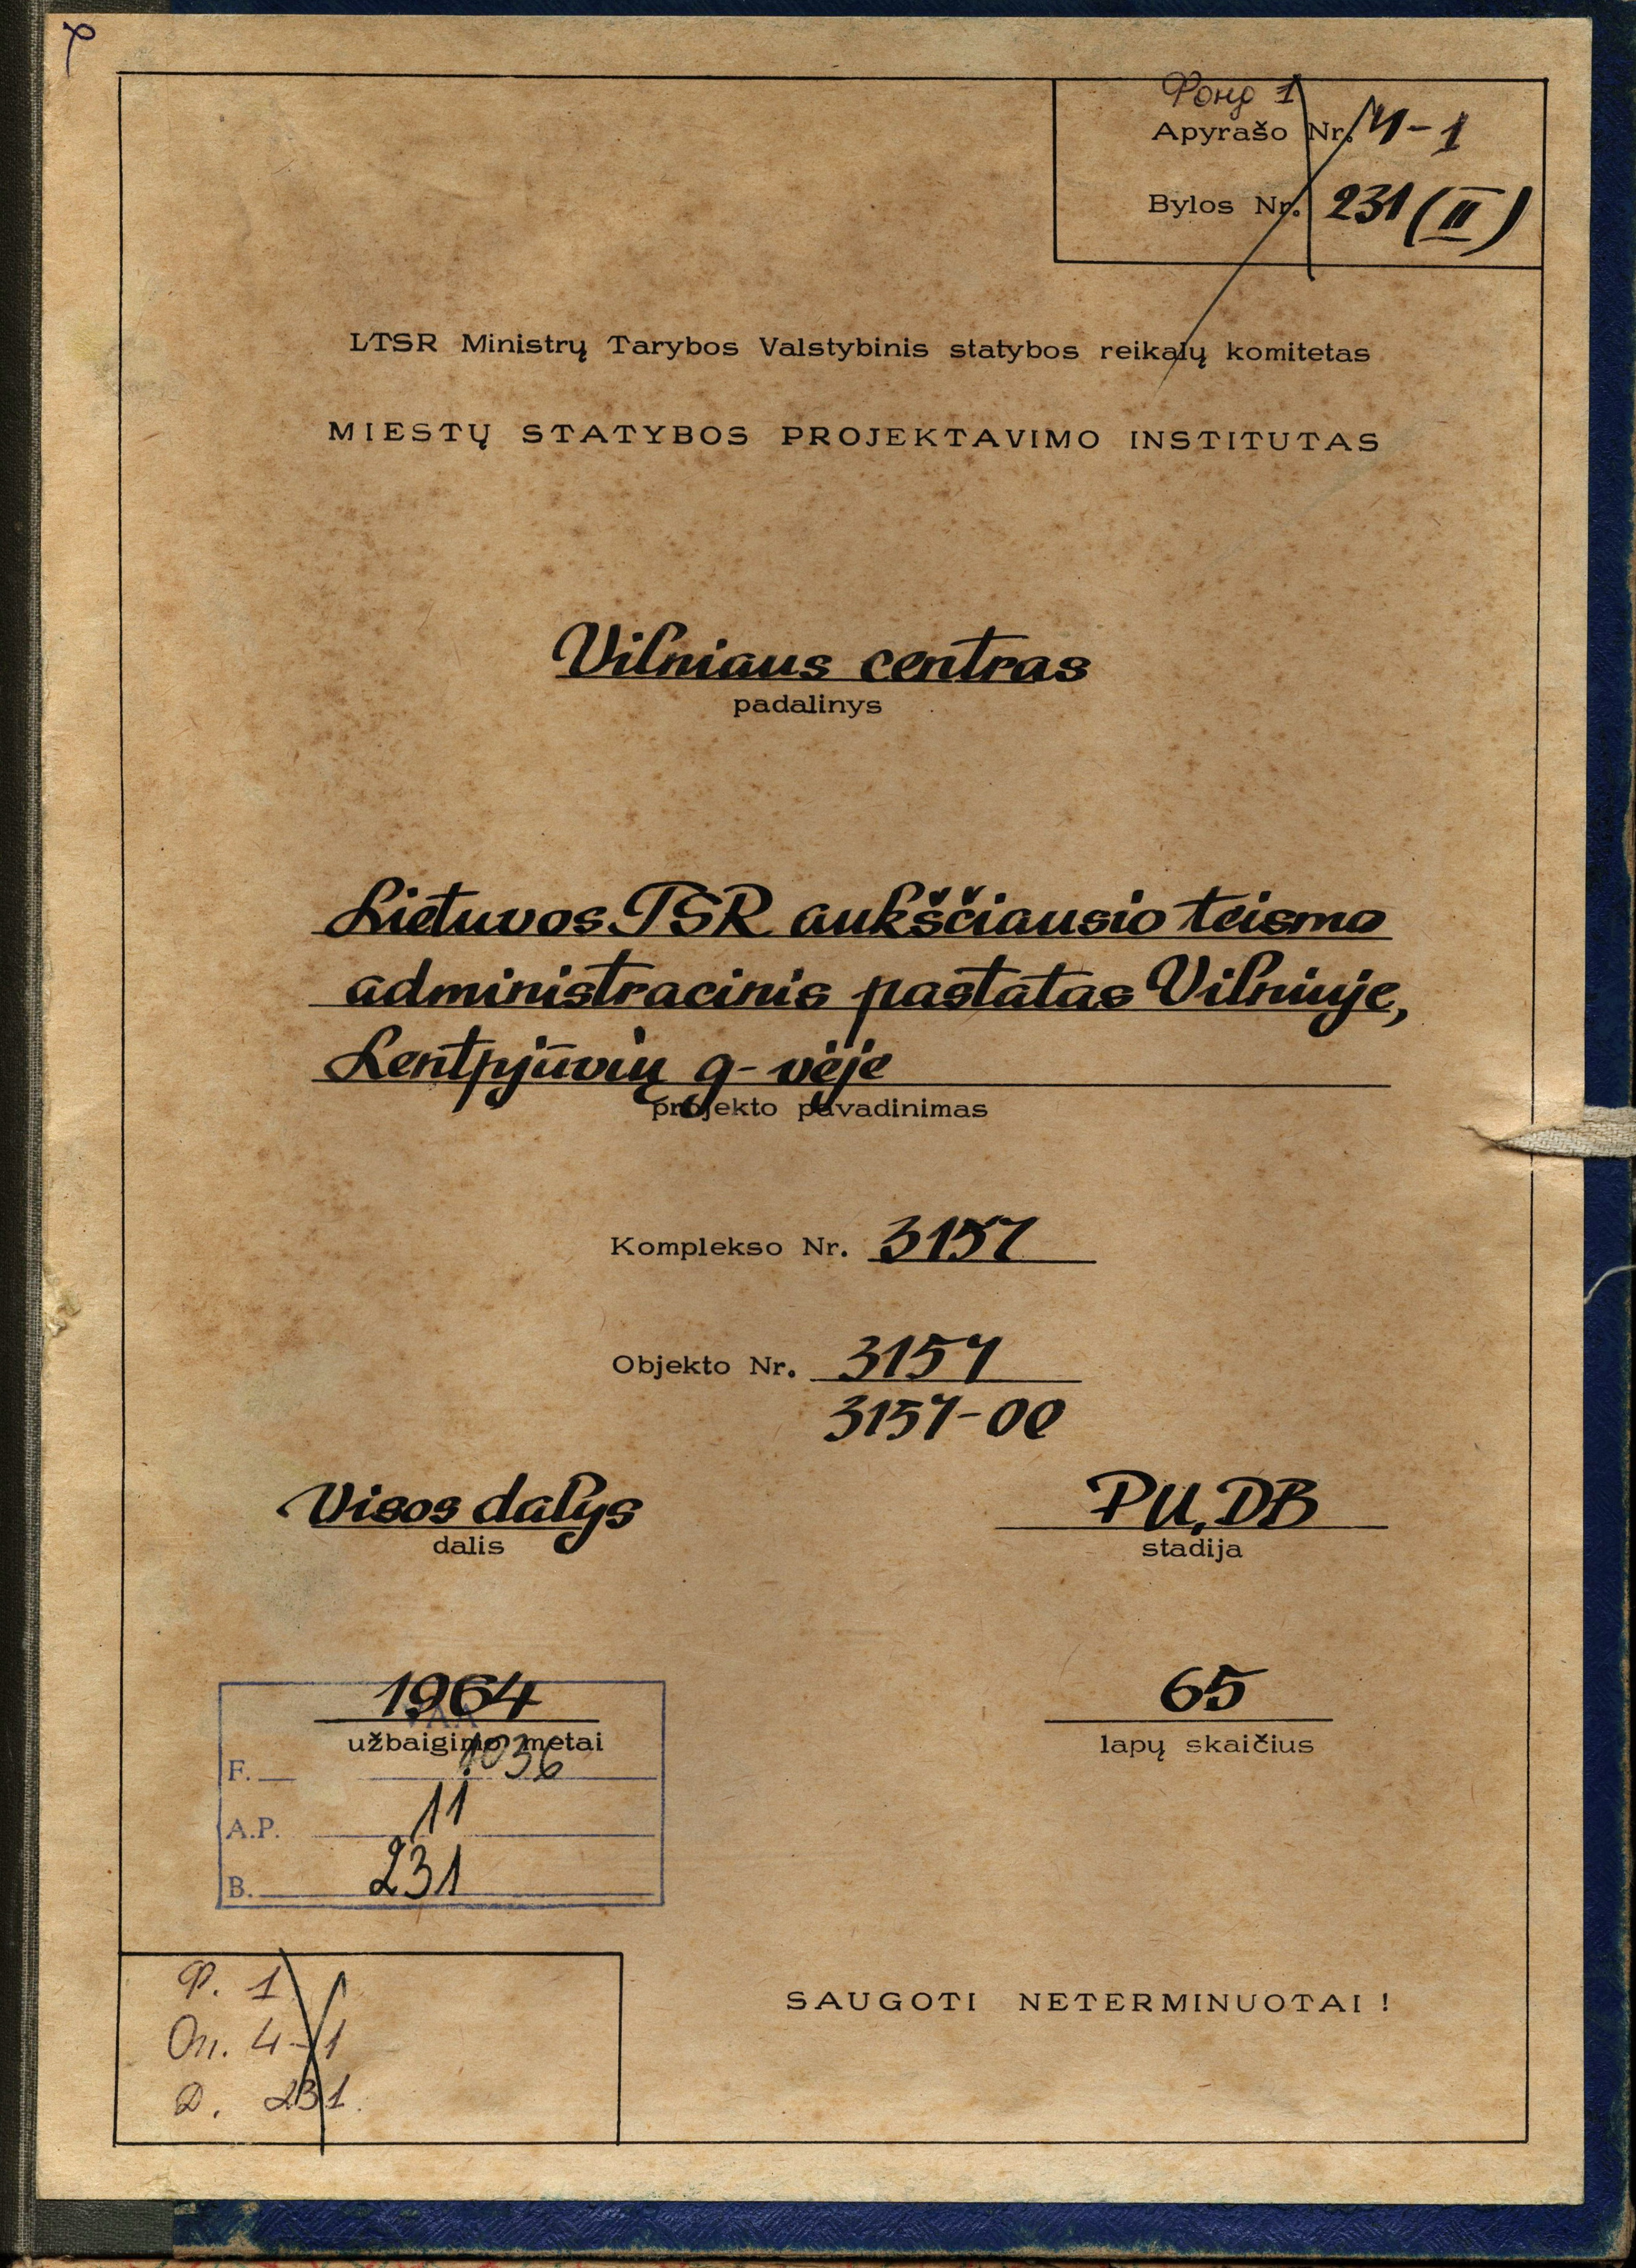 Фонд 1
Apyrašo Nr. 4-1
Bylos Nr. 231 (II)
LTSR Ministrų Tarybos Valstybinis statybos reikalų komitetas
MIESTŲ STATYBOS PROJEKTAVIMO INSTITUTAS
Vilniaus centras
padalinys
Lietuvos TSR aukščiausio teismo
administracinis pastatas Vilniuje,
Lentpjūvių g-vėje
projekto pavadinimas
Komplekso Nr. 3157
Objekto Nr. 3157
3157-00
Visos dalys
dalis
PU, DB
stadija
1964
užbaigimo metai
65
lapų skaičius
VAA
F. 1036
A.P. 11
B. 231
Ф. 1
Оп. 4-1
Д. 231.
SAUGOTI NETERMINUOTAI !